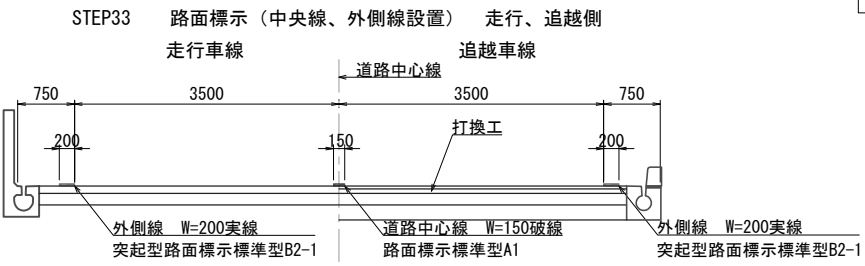 STEP33　路面標示（中央線、外側線設置）　走行、追越側
走行車線　追越車線
道路中心線
750　3500　3500　750
打換工
200　150　200
外側線　W=200実線　道路中心線　W=150破線　外側線　W=200実線
突起型路面標示標準型B2-1　路面標示標準型A1　突起型路面標示標準型B2-1